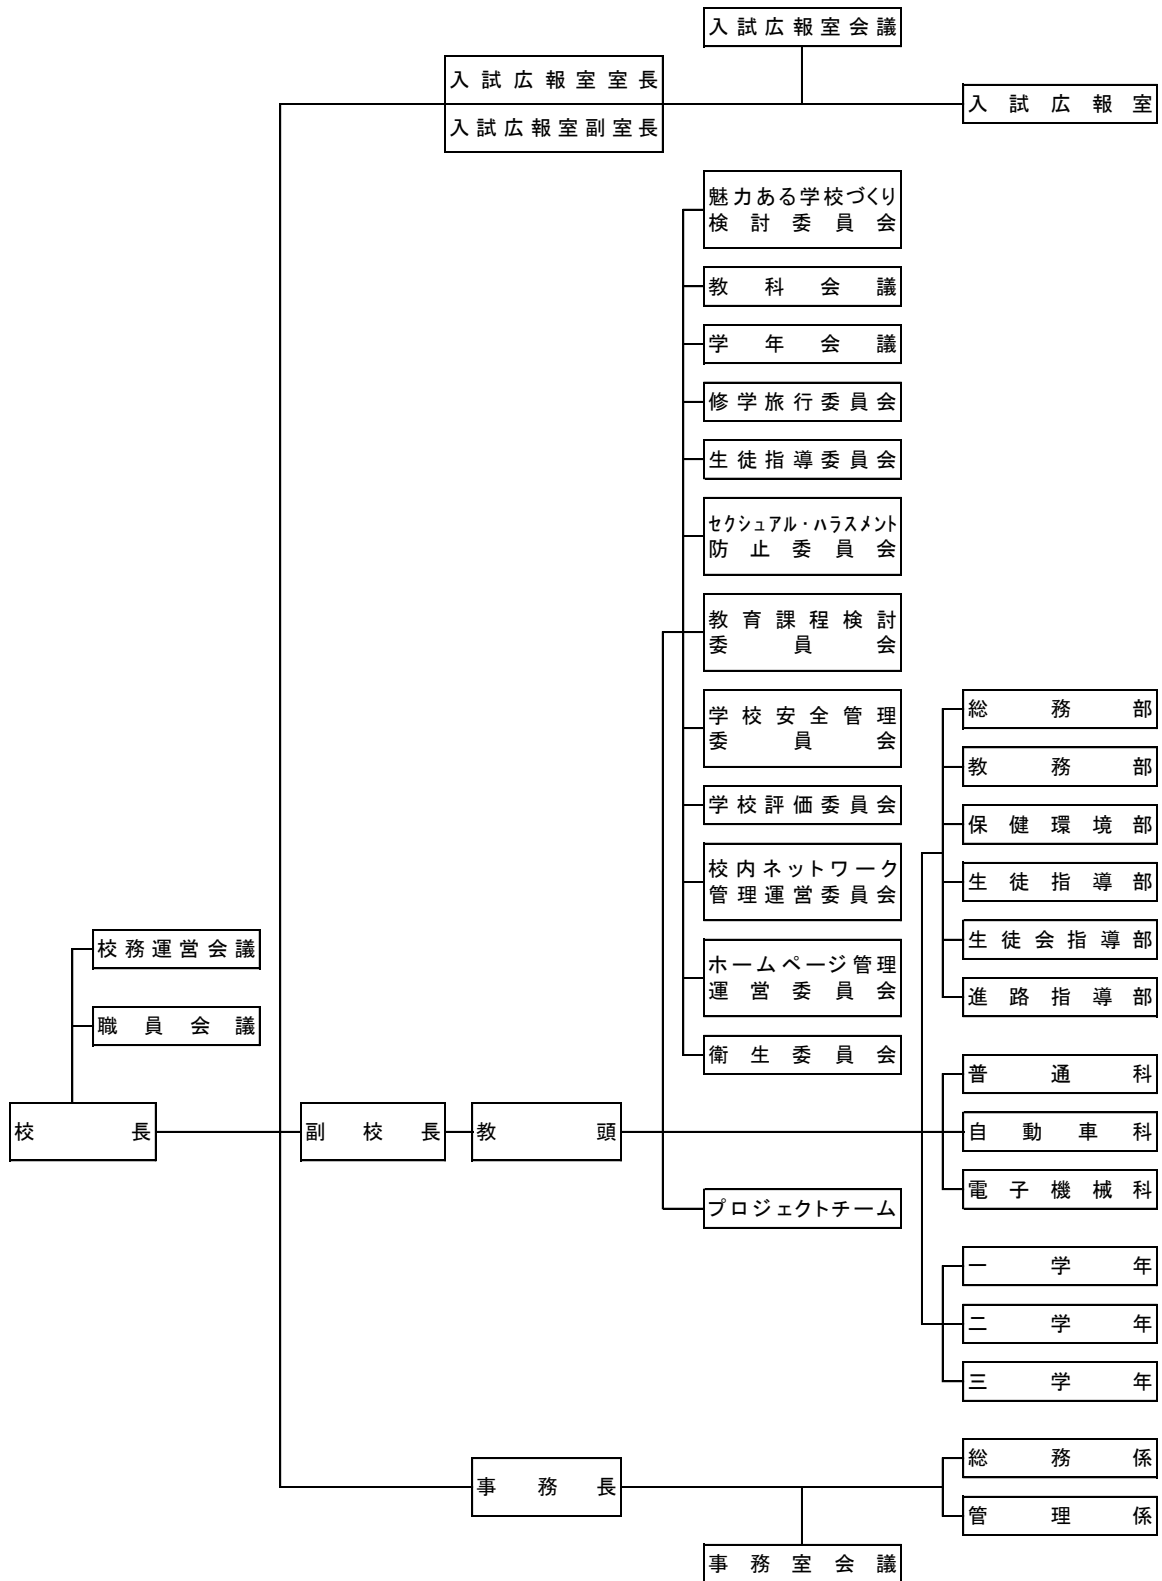 入試広報室会議
入試広報室室長
入試広報室副室長
入試広報室
魅力ある学校づくり
検討委員会
教科会議
学年会議
修学旅行委員会
生徒指導委員会
セクシュアル・ハラスメント
防止委員会
教育課程検討
委員会
学校安全管理
委員会
学校評価委員会
校内ネットワーク
管理運営委員会
ホームページ管理
運営委員会
衛生委員会
総務部
教務部
保健環境部
生徒指導部
生徒会指導部
進路指導部
校務運営会議
職員会議
校長
副校長
教頭
プロジェクトチーム
普通科
自動車科
電子機械科
一学年
二学年
三学年
事務長
総務係
管理係
事務室会議